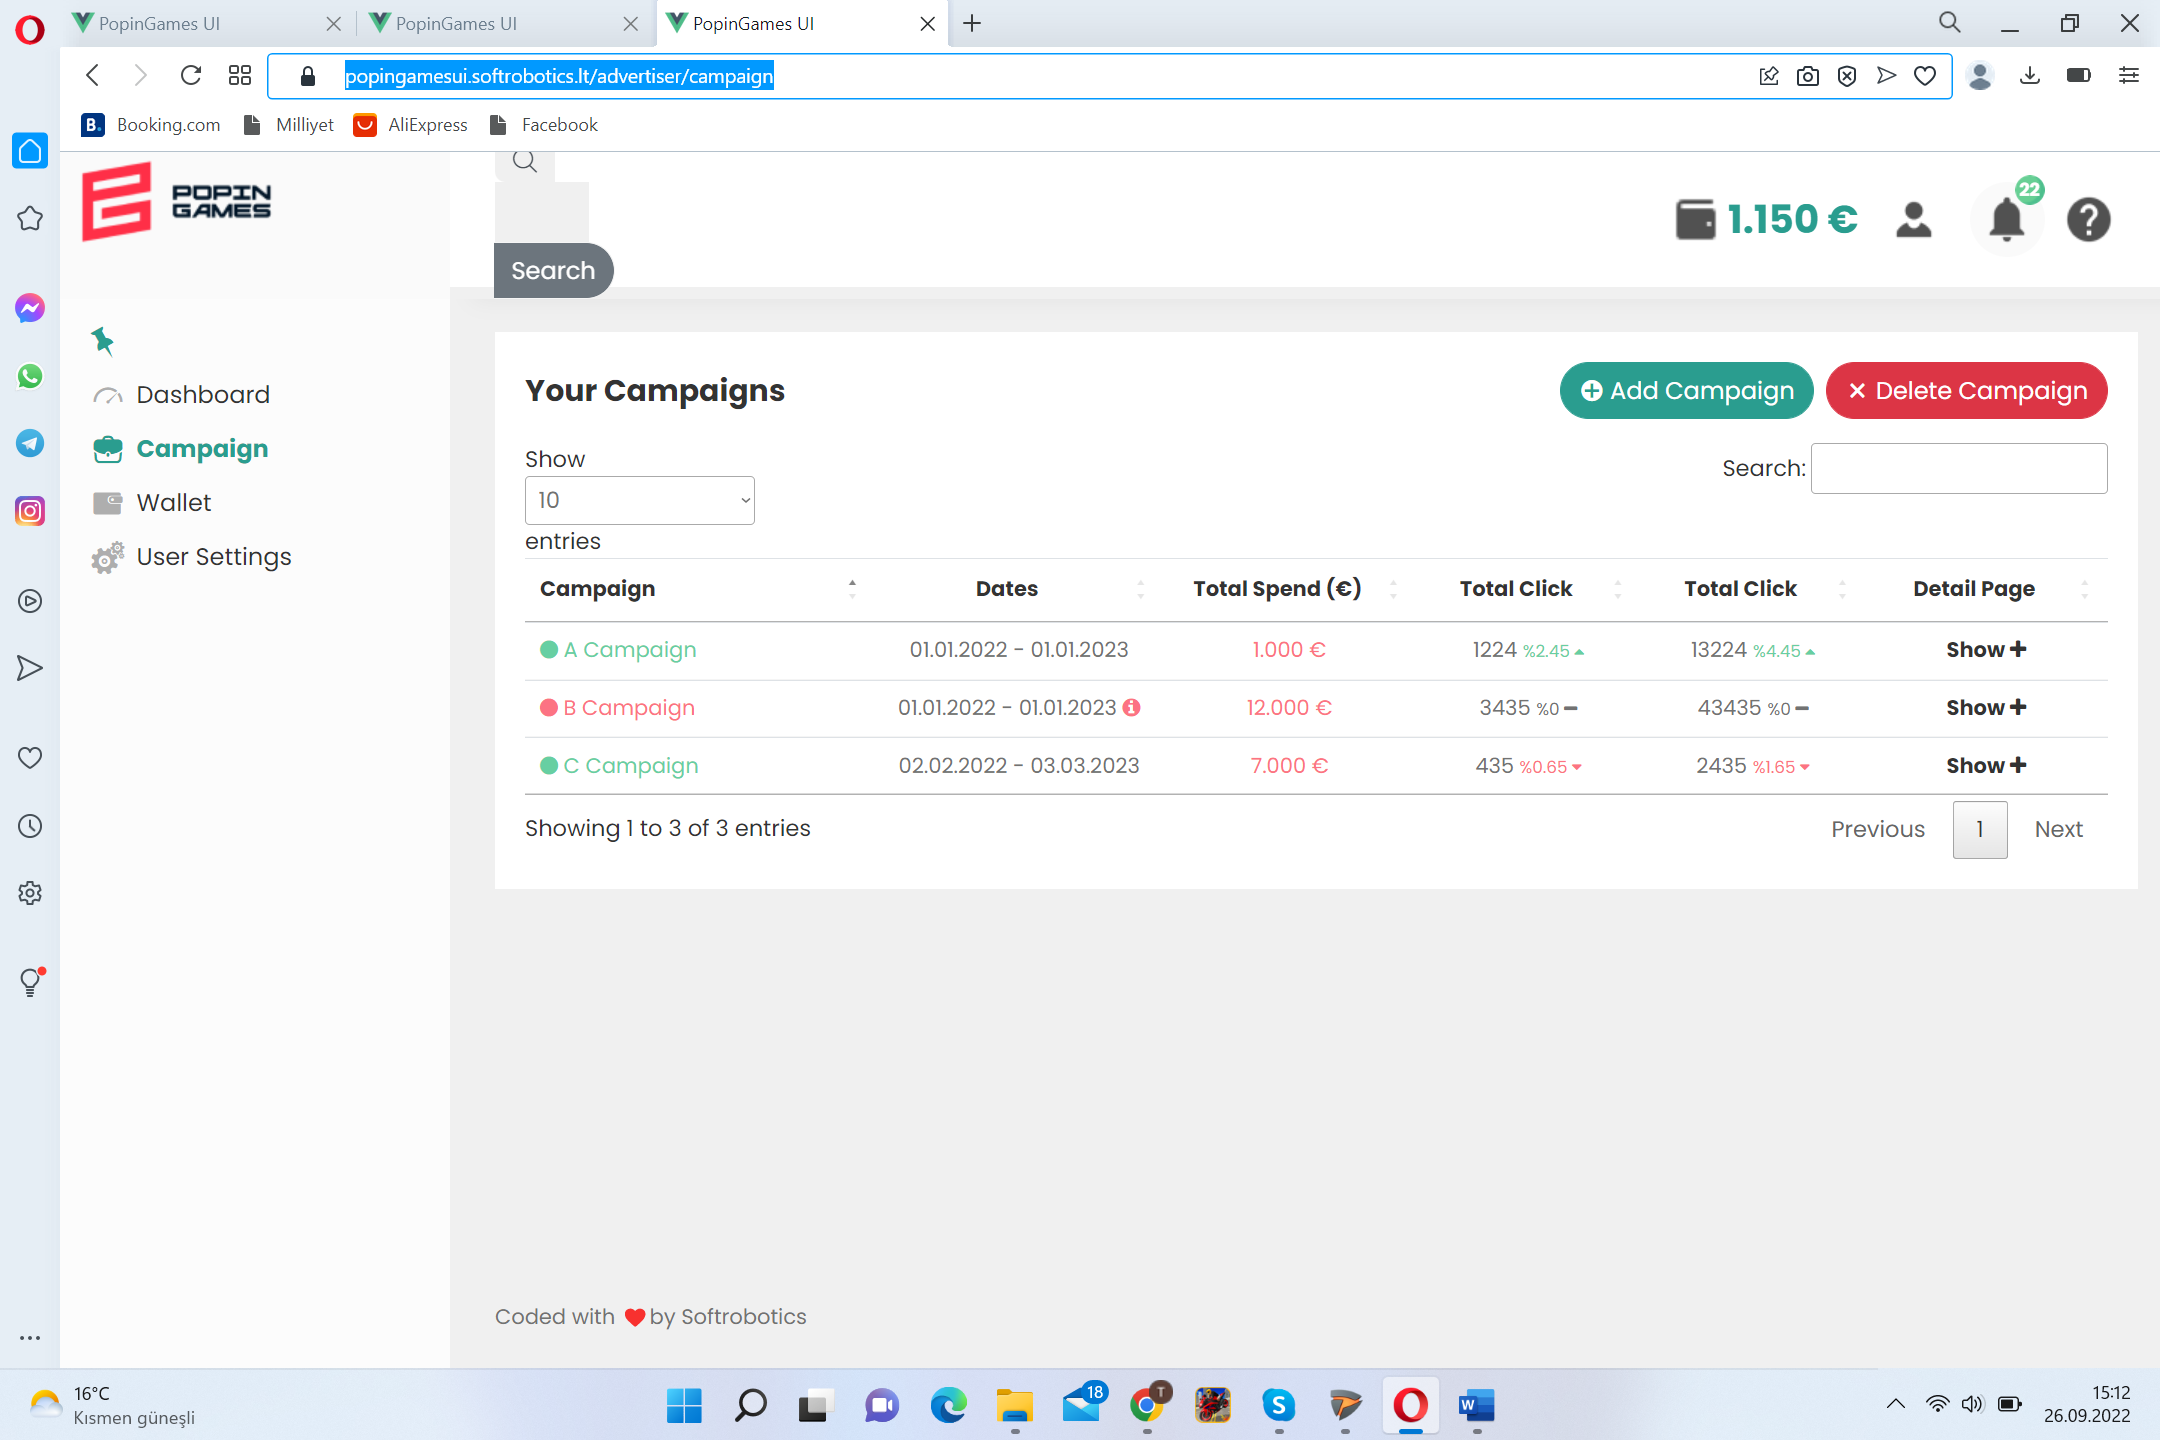 PopinGames UI
PopinGames UI
PopinGames UI
popingamesui.softrobotics.lt/advertiser/campaign
B. Booking.com
Milliyet
AliExpress
Facebook
POPIN
GAMES
Search
1.150 €
22
Dashboard
Campaign
Wallet
User Settings
Your Campaigns
Add Campaign
Delete Campaign
Show
10
entries
Search:
Campaign Dates Total Spend (€) Total Click Total Click Detail Page
A Campaign 01.01.2022 - 01.01.2023 1.000 € 1224 %2.45 13224 %4.45 Show
B Campaign 01.01.2022 - 01.01.2023 12.000 € 3435 %0 43435 %0 Show
C Campaign 02.02.2022 - 03.03.2023 7.000 € 435 %0.65 2435 %1.65 Show
Showing 1 to 3 of 3 entries
Previous 1 Next
Coded with by Softrobotics
16°C
Kısmen güneşli
18
T
S
W
15:12
26.09.2022